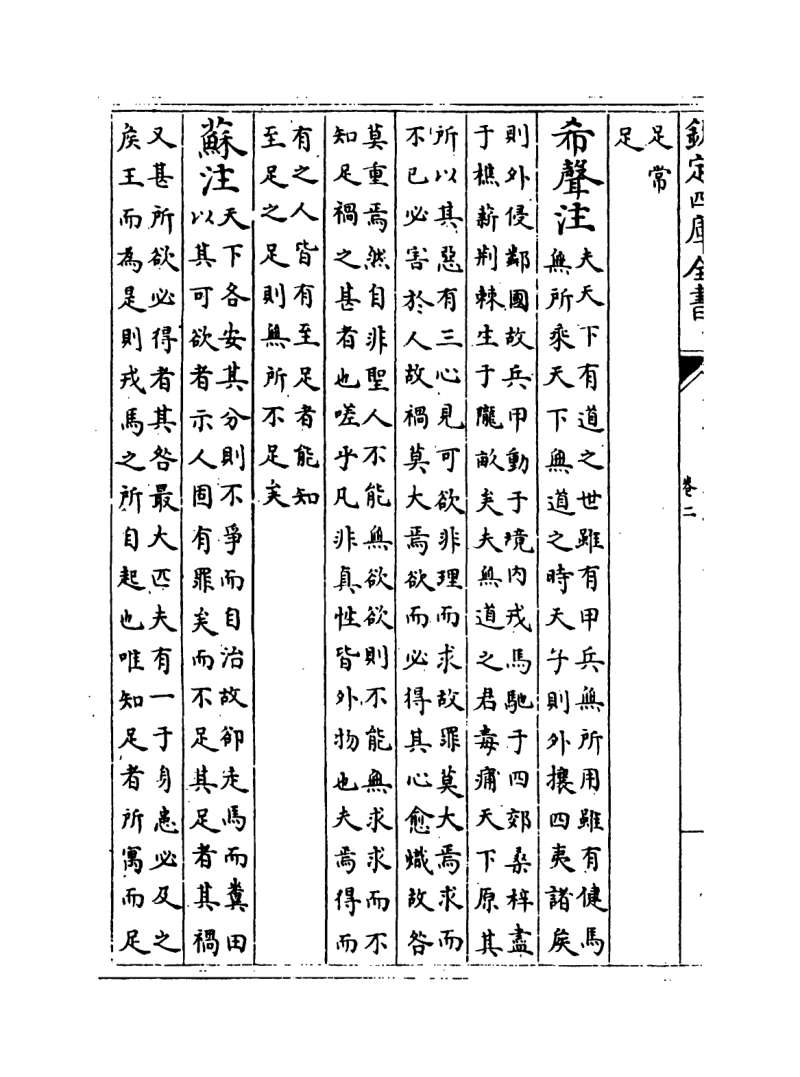 欽定四庫全書
卷二
足常
足
希聲注
夫天下有道之世雖有甲兵無所用雖有健馬
無所乘天下無道之時天子則外攘四夷諸矦
則外侵鄰國故兵甲動于境内戎馬馳于四郊桑梓盡
于樵薪荆棘生于隴畝矣夫無道之君毒痡天下原其
所以其惡有三心見可欲非理而求故罪莫大焉求而
不已必害於人故禍莫大焉欲而必得其心愈熾故咎
莫重焉然自非聖人不能無欲欲則不能無求求而不
知足禍之甚者也嗟乎凡非真性皆外物也夫焉得而
有之人皆有至足者能知
至足之足則無所不足矣
蘇注
天下各安其分則不爭而自治故卻走馬而糞田
以其可欲者示人固有罪矣而不足其足者其禍
又甚所欲必得者其咎最大匹夫有一于身患必及之
矦王而為是則戎馬之所自起也唯知足者所寓而足